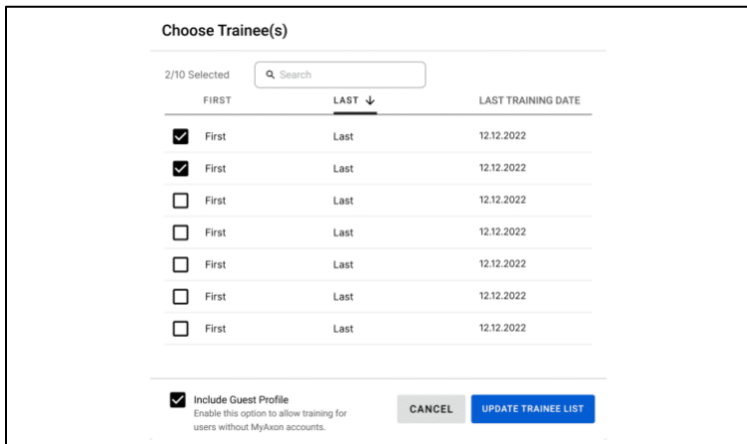 Choose Trainee(s)
2/10 Selected Search
FIRST LAST LAST TRAINING DATE
First Last 12.12.2022
First Last 12.12.2022
First Last 12.12.2022
First Last 12.12.2022
First Last 12.12.2022
First Last 12.12.2022
First Last 12.12.2022
Include Guest Profile
Enable this option to allow training for
users without MyAxon accounts.
CANCEL UPDATE TRAINEE LIST